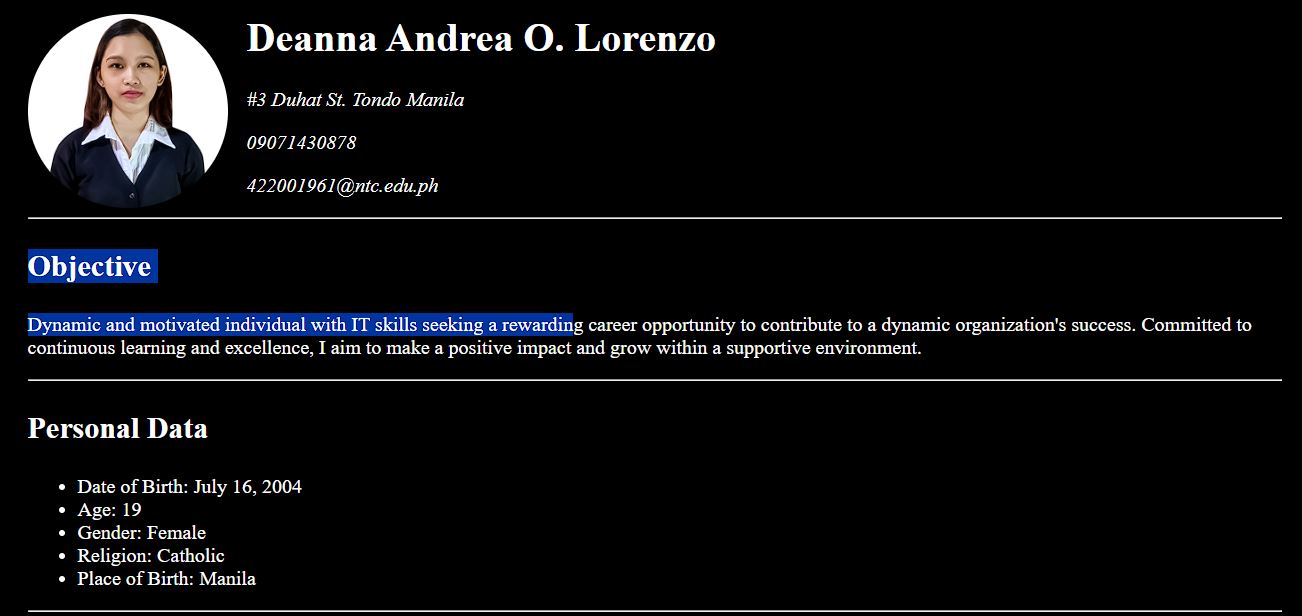 Deanna Andrea O. Lorenzo
#3 Duhat St. Tondo Manila
09071430878
422001961@ntc.edu.ph
Objective
Dynamic and motivated individual with IT skills seeking a rewarding career opportunity to contribute to a dynamic organization's success. Committed to
continuous learning and excellence, I aim to make a positive impact and grow within a supportive environment.
Personal Data
• Date of Birth: July 16, 2004
• Age: 19
• Gender: Female
• Religion: Catholic
• Place of Birth: Manila